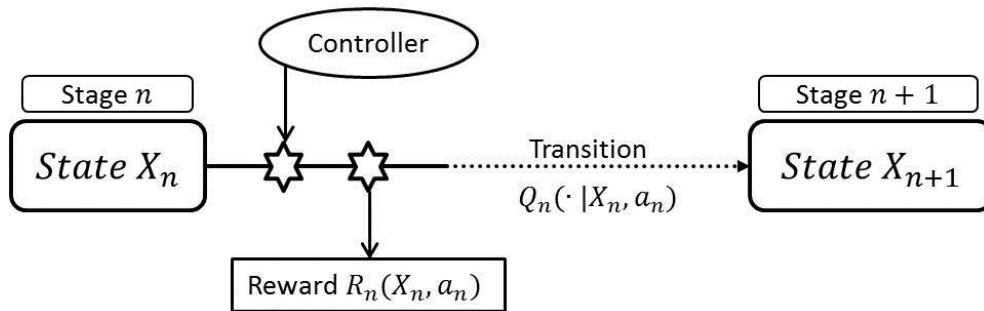 Controller
Stage n
Stage n + 1
State X_n
Transition
State X_{n+1}
Q_n(· |X_n, a_n)
Reward R_n(X_n, a_n)